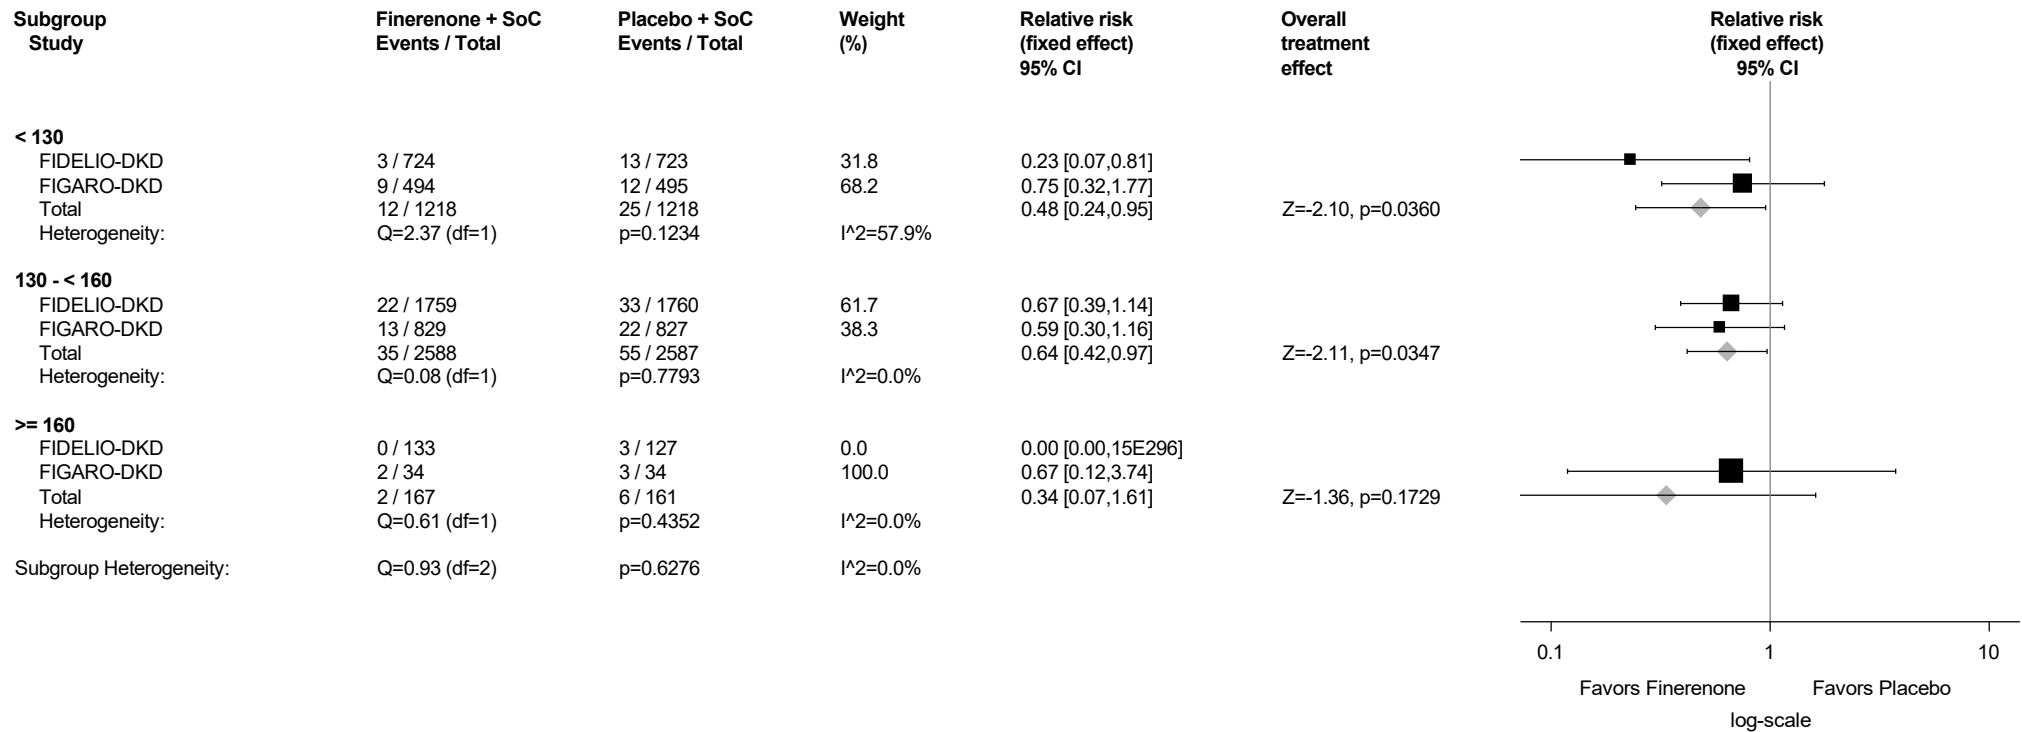 Subgroup Finerenone + SoC Placebo + SoC Weight Relative risk Overall Relative risk
Study Events / Total Events / Total (%) (fixed effect) treatment (fixed effect)
95% CI effect 95% CI
< 130
FIDELIO-DKD 3 / 724 13 / 723 31.8 0.23 [0.07,0.81]
FIGARO-DKD 9 / 494 12 / 495 68.2 0.75 [0.32,1.77]
Total 12 / 1218 25 / 1218 0.48 [0.24,0.95] Z=-2.10, p=0.0360
Heterogeneity: Q=2.37 (df=1) p=0.1234 I^2=57.9%
130 - < 160
FIDELIO-DKD 22 / 1759 33 / 1760 61.7 0.67 [0.39,1.14]
FIGARO-DKD 13 / 829 22 / 827 38.3 0.59 [0.30,1.16]
Total 35 / 2588 55 / 2587 0.64 [0.42,0.97] Z=-2.11, p=0.0347
Heterogeneity: Q=0.08 (df=1) p=0.7793 I^2=0.0%
>= 160
FIDELIO-DKD 0 / 133 3 / 127 0.0 0.00 [0.00,15E296]
FIGARO-DKD 2 / 34 3 / 34 100.0 0.67 [0.12,3.74]
Total 2 / 167 6 / 161 0.34 [0.07,1.61] Z=-1.36, p=0.1729
Heterogeneity: Q=0.61 (df=1) p=0.4352 I^2=0.0%
Subgroup Heterogeneity: Q=0.93 (df=2) p=0.6276 I^2=0.0%
0.1 1 10
Favors Finerenone Favors Placebo
log-scale